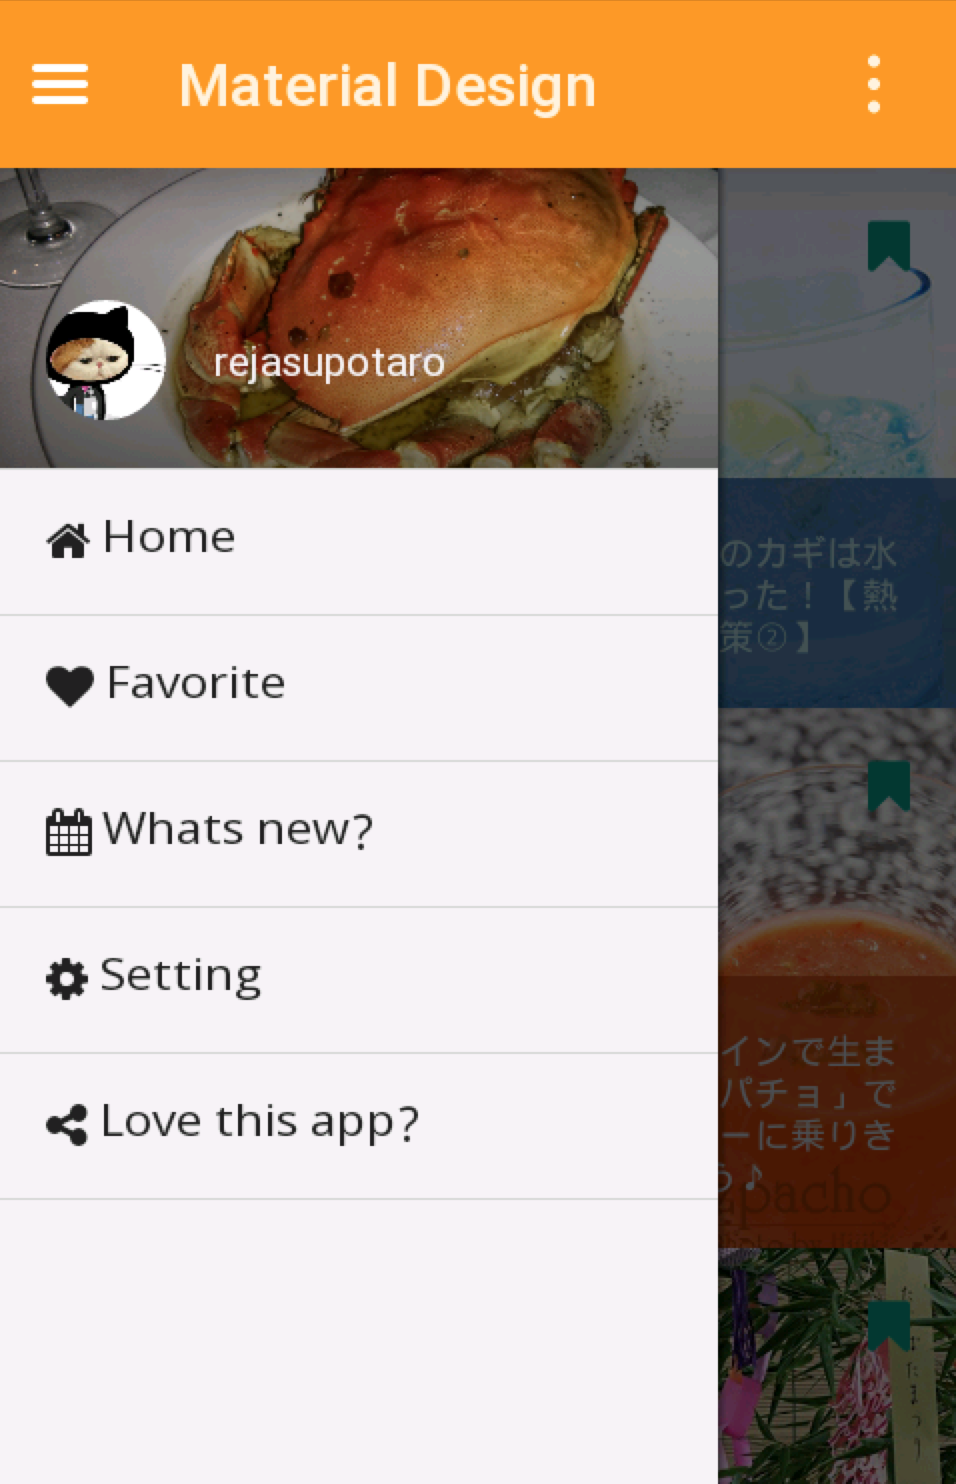 Material Design
rejasupotaro
Home
Favorite
Whats new?
Setting
Love this app?
のカギは水
った！【熱
策②】
インで生ま
パチョ」で
ーに乗りき
う♪
pacho